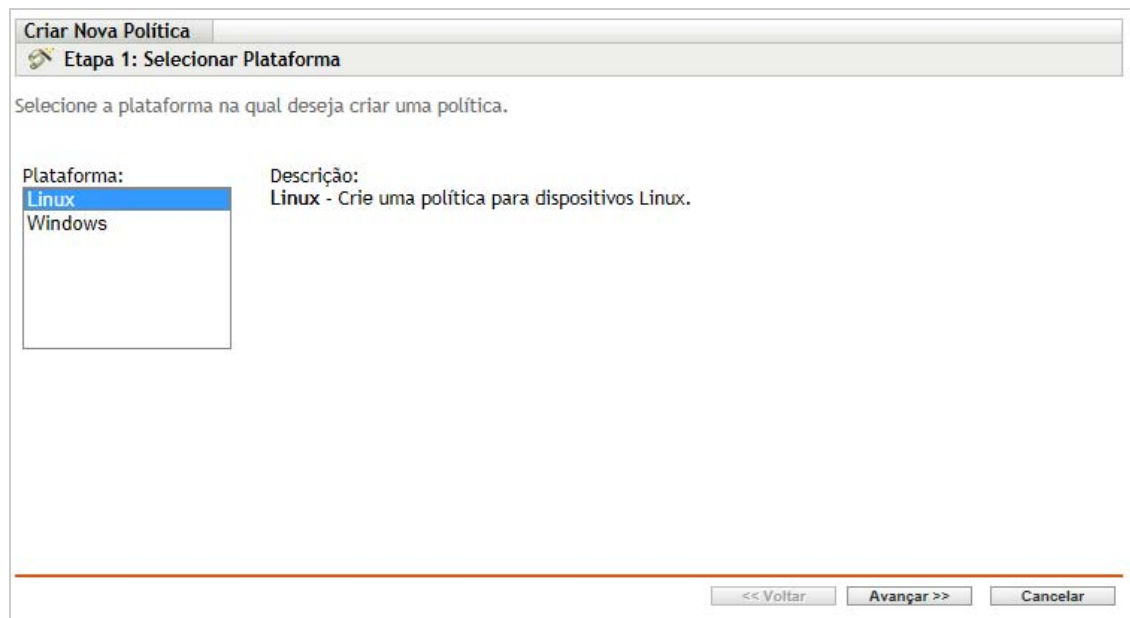 Criar Nova Política
Etapa 1: Selecionar Plataforma
Selecione a plataforma na qual deseja criar uma política.
Plataforma:
Linux
Windows
Descrição:
Linux - Crie uma política para dispositivos Linux.
<< Voltar
Avançar >>
Cancelar